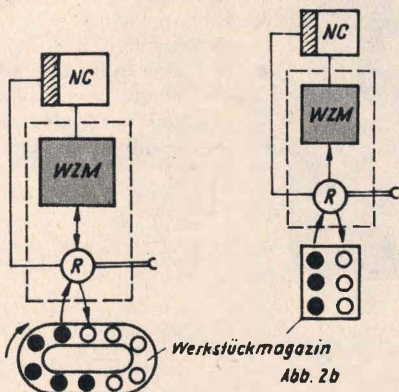 NC
WZM
R
NC
WZM
R
Werkstückmagazin
Abb. 2b